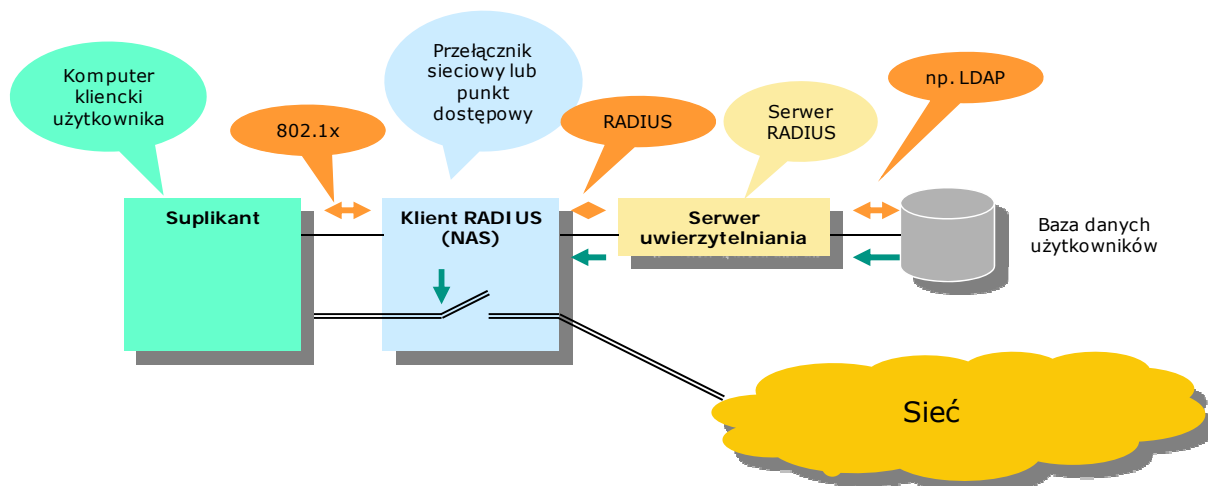 Komputer
kliencki
użytkownika
802.1x
Przełącznik
sieciowy lub
punkt
dostępowy
RADIUS
Serwer
RADIUS
np. LDAP
Suplikant
Klient RADIUS
(NAS)
Serwer
uwierzytelniania
Baza danych
użytkowników
Sieć